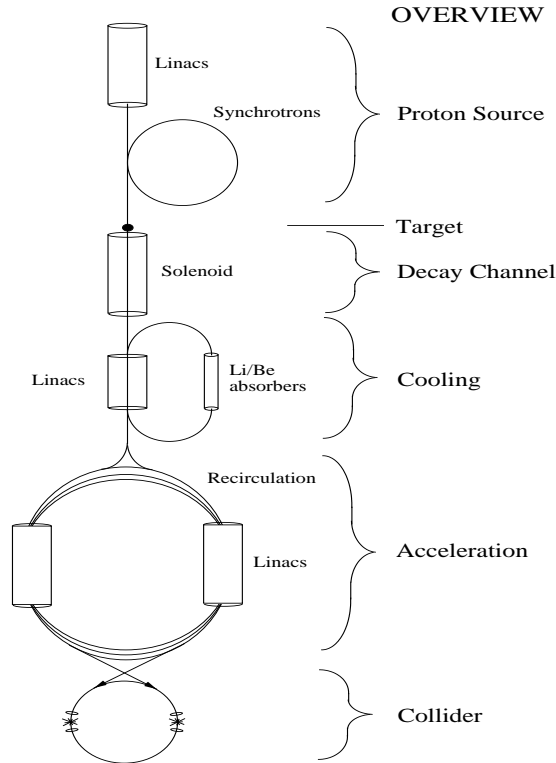 OVERVIEW
Linacs
Synchrotrons
Proton Source
Target
Solenoid
Decay Channel
Linacs
Li/Be
absorbers
Cooling
Recirculation
Linacs
Acceleration
Collider